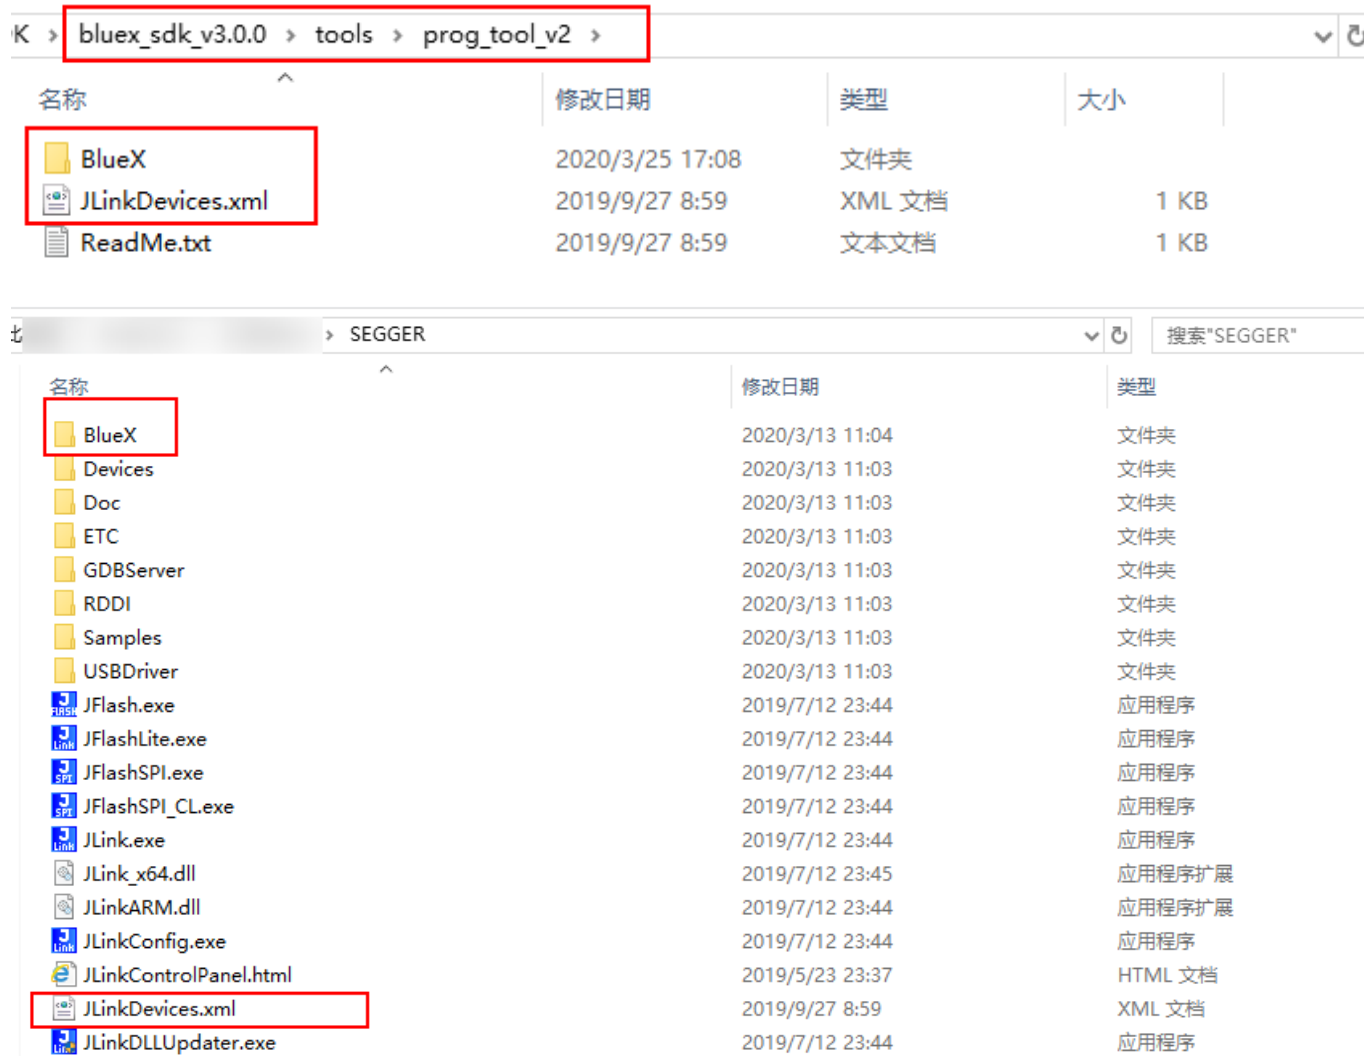 K > bluex_sdk_v3.0.0 > tools > prog_tool_v2 >
名称 修改日期 类型 大小
BlueX 2020/3/25 17:08 文件夹
JLinkDevices.xml 2019/9/27 8:59 XML 文档 1 KB
ReadMe.txt 2019/9/27 8:59 文本文档 1 KB
> SEGGER 搜索"SEGGER"
名称 修改日期 类型
BlueX 2020/3/13 11:04 文件夹
Devices 2020/3/13 11:03 文件夹
Doc 2020/3/13 11:03 文件夹
ETC 2020/3/13 11:03 文件夹
GDBServer 2020/3/13 11:03 文件夹
RDDI 2020/3/13 11:03 文件夹
Samples 2020/3/13 11:03 文件夹
USBDriver 2020/3/13 11:03 文件夹
JFlash.exe 2019/7/12 23:44 应用程序
JFlashLite.exe 2019/7/12 23:44 应用程序
JFlashSPI.exe 2019/7/12 23:44 应用程序
JFlashSPI_CL.exe 2019/7/12 23:44 应用程序
JLink.exe 2019/7/12 23:44 应用程序
JLink_x64.dll 2019/7/12 23:45 应用程序扩展
JLinkARM.dll 2019/7/12 23:44 应用程序扩展
JLinkConfig.exe 2019/7/12 23:44 应用程序
JLinkControlPanel.html 2019/5/23 23:37 HTML 文档
JLinkDevices.xml 2019/9/27 8:59 XML 文档
JLinkDLLUpdater.exe 2019/7/12 23:44 应用程序